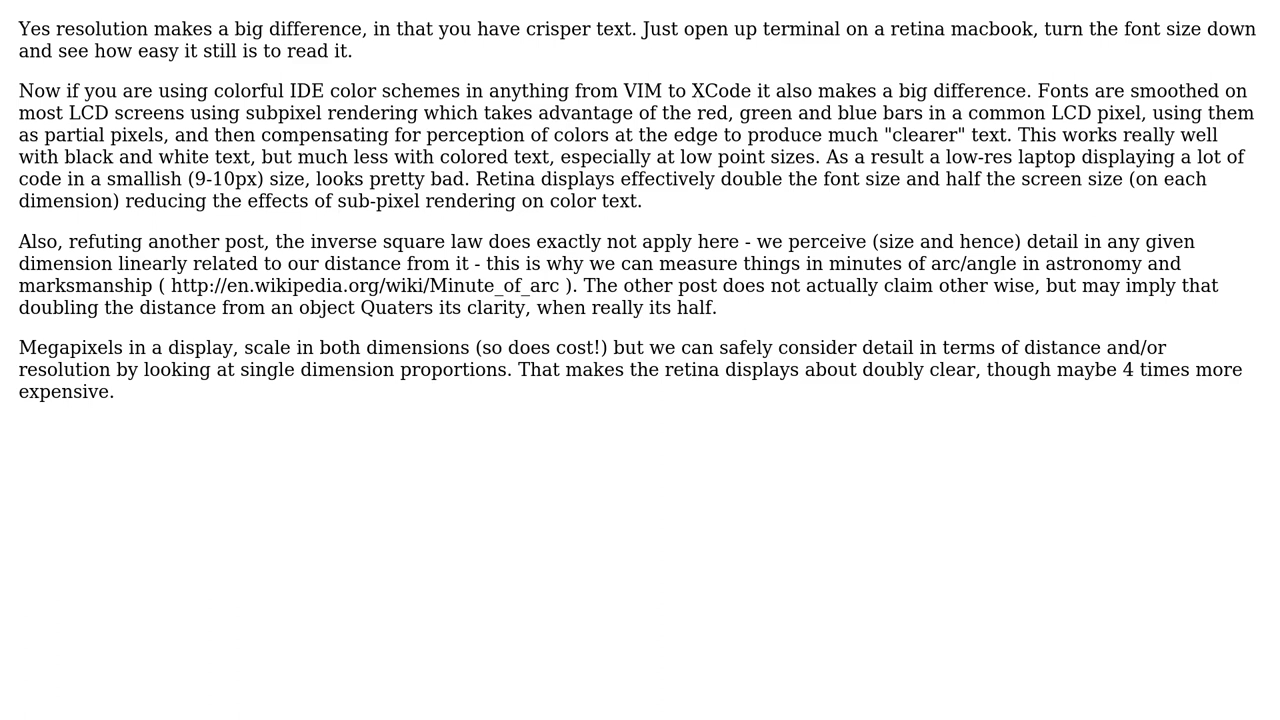 Yes resolution makes a big difference, in that you have crisper text. Just open up terminal on a retina macbook, turn the font size down
and see how easy it still is to read it.
Now if you are using colorful IDE color schemes in anything from VIM to XCode it also makes a big difference. Fonts are smoothed on
most LCD screens using subpixel rendering which takes advantage of the red, green and blue bars in a common LCD pixel, using them
as partial pixels, and then compensating for perception of colors at the edge to produce much "clearer" text. This works really well
with black and white text, but much less with colored text, especially at low point sizes. As a result a low-res laptop displaying a lot of
code in a smallish (9-10px) size, looks pretty bad. Retina displays effectively double the font size and half the screen size (on each
dimension) reducing the effects of sub-pixel rendering on color text.
Also, refuting another post, the inverse square law does exactly not apply here - we perceive (size and hence) detail in any given
dimension linearly related to our distance from it - this is why we can measure things in minutes of arc/angle in astronomy and
marksmanship ( http://en.wikipedia.org/wiki/Minute_of_arc ). The other post does not actually claim other wise, but may imply that
doubling the distance from an object Quaters its clarity, when really its half.
Megapixels in a display, scale in both dimensions (so does cost!) but we can safely consider detail in terms of distance and/or
resolution by looking at single dimension proportions. That makes the retina displays about doubly clear, though maybe 4 times more
expensive.